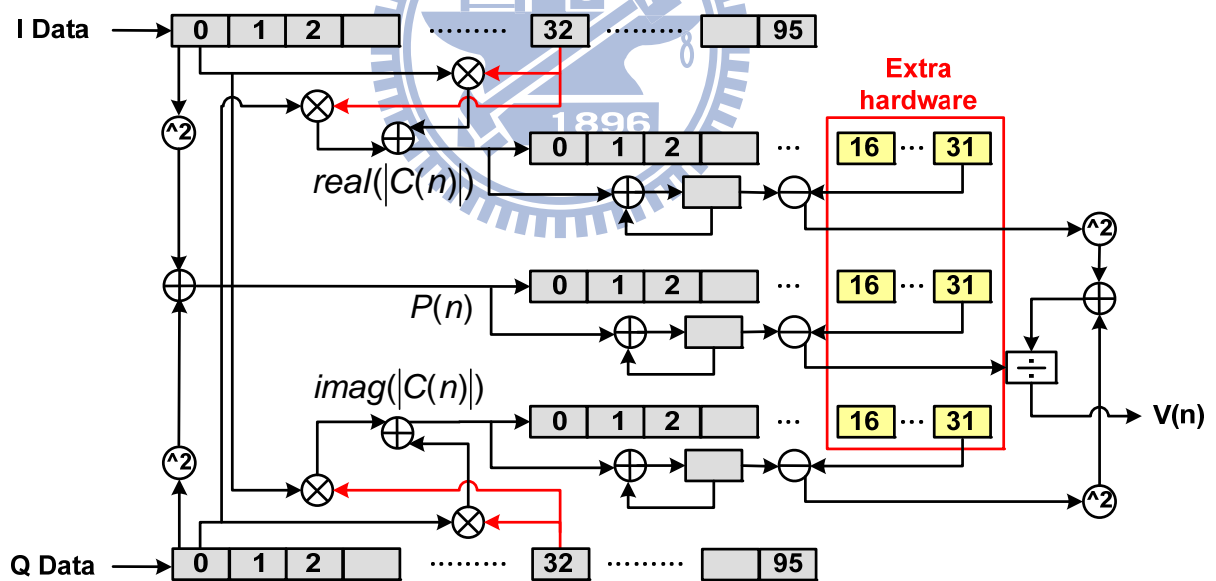 I Data 0 1 2 ......... 32 ......... 95
Extra
hardware
^2
1896
0 1 2 ... 16 ... 31
real(|C(n)|)
^2
0 1 2 ... 16 ... 31
P(n)
÷
imag(|C(n)|)
0 1 2 ... 16 ... 31
V(n)
^2
^2
Q Data 0 1 2 ......... 32 ......... 95